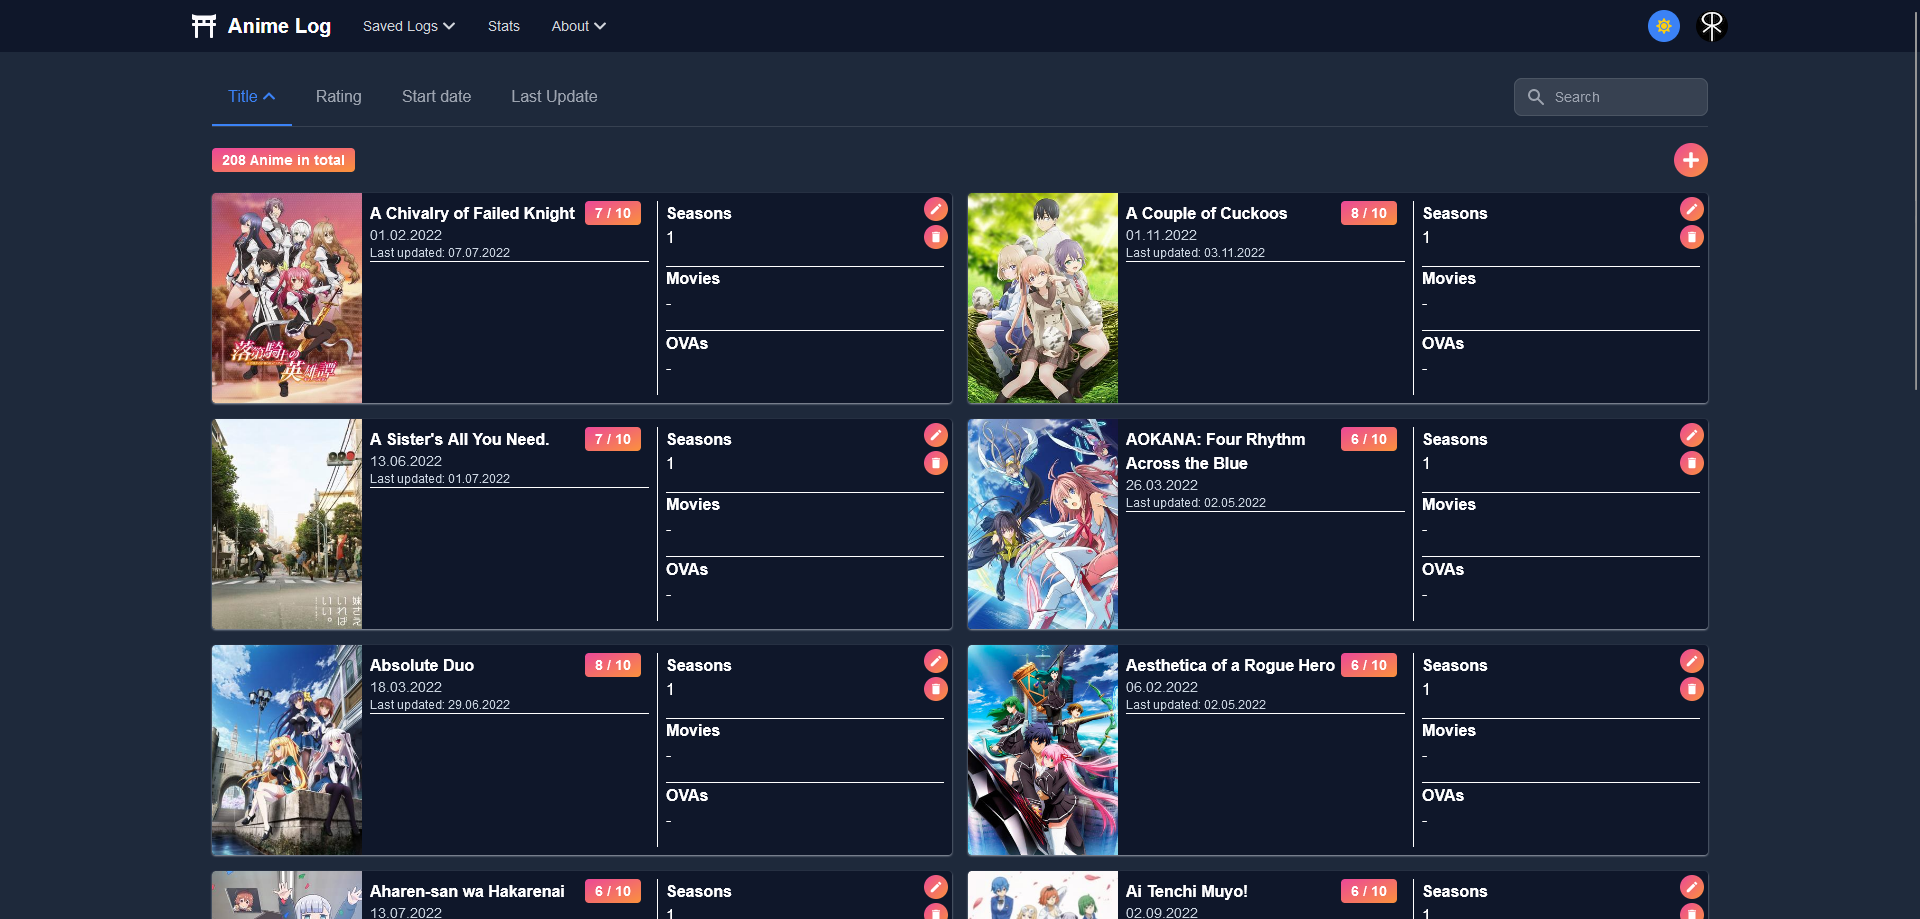 Anime Log
Saved Logs
Stats
About
Title
Rating
Start date
Last Update
Search
208 Anime in total
A Chivalry of Failed Knight
7 / 10
01.02.2022
Last updated: 07.07.2022
Seasons
1
Movies
-
OVAs
-
落第騎士の
英雄譚
A Couple of Cuckoos
8 / 10
01.11.2022
Last updated: 03.11.2022
Seasons
1
Movies
-
OVAs
-
A Sister's All You Need.
7 / 10
13.06.2022
Last updated: 01.07.2022
Seasons
1
Movies
-
OVAs
-
妹さえ
いれば
いい。
AOKANA: Four Rhythm
Across the Blue
6 / 10
26.03.2022
Last updated: 02.05.2022
Seasons
1
Movies
-
OVAs
-
Absolute Duo
8 / 10
18.03.2022
Last updated: 29.06.2022
Seasons
1
Movies
-
OVAs
-
Aesthetica of a Rogue Hero
6 / 10
06.02.2022
Last updated: 02.05.2022
Seasons
1
Movies
-
OVAs
-
Aharen-san wa Hakarenai
6 / 10
13.07.2022
Seasons
1
Ai Tenchi Muyo!
6 / 10
02.09.2022
Seasons
1